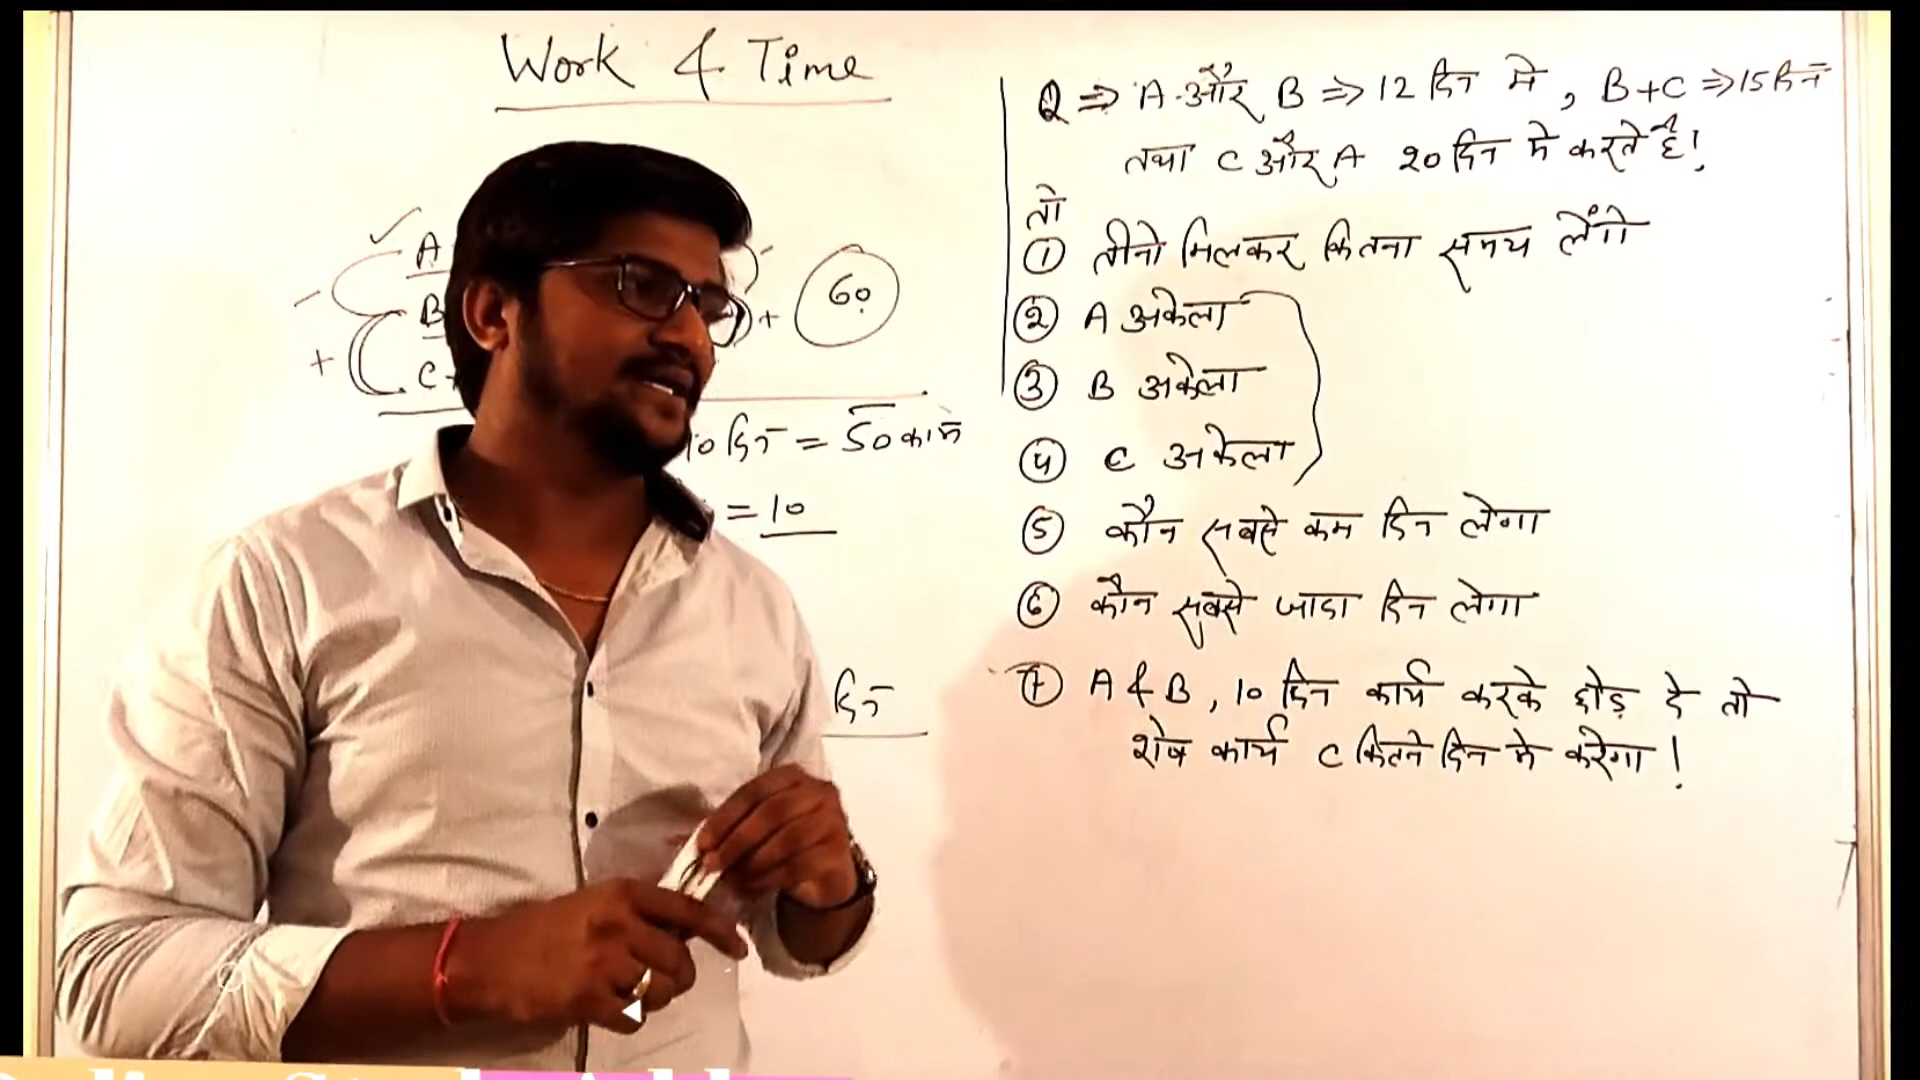 Work & Time
A
B
C
+
+
60
10 दिन = 50 काम
= 10
दिन
Q ⇒ A और B ⇒ 12 दिन मे, B+C ⇒ 15 दिन
तथा C और A 20 दिन मे करते है!
तो
① तीनो मिलकर कितना समय लेंगे
② A अकेला
③ B अकेला
④ C अकेला
⑤ कौन सबसे कम दिन लेगा
⑥ कौन सबसे जादा दिन लेगा
⑦ A & B, 10 दिन कार्य करके छोड़ दे तो
शेष कार्य C कितने दिन मे करेगा!